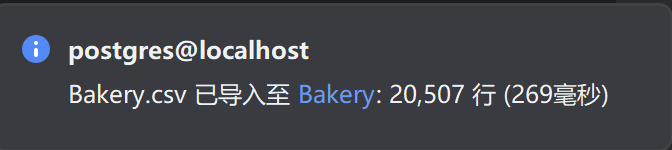 postgres@localhost
Bakery.csv 已导入至 Bakery: 20,507 行 (269毫秒)